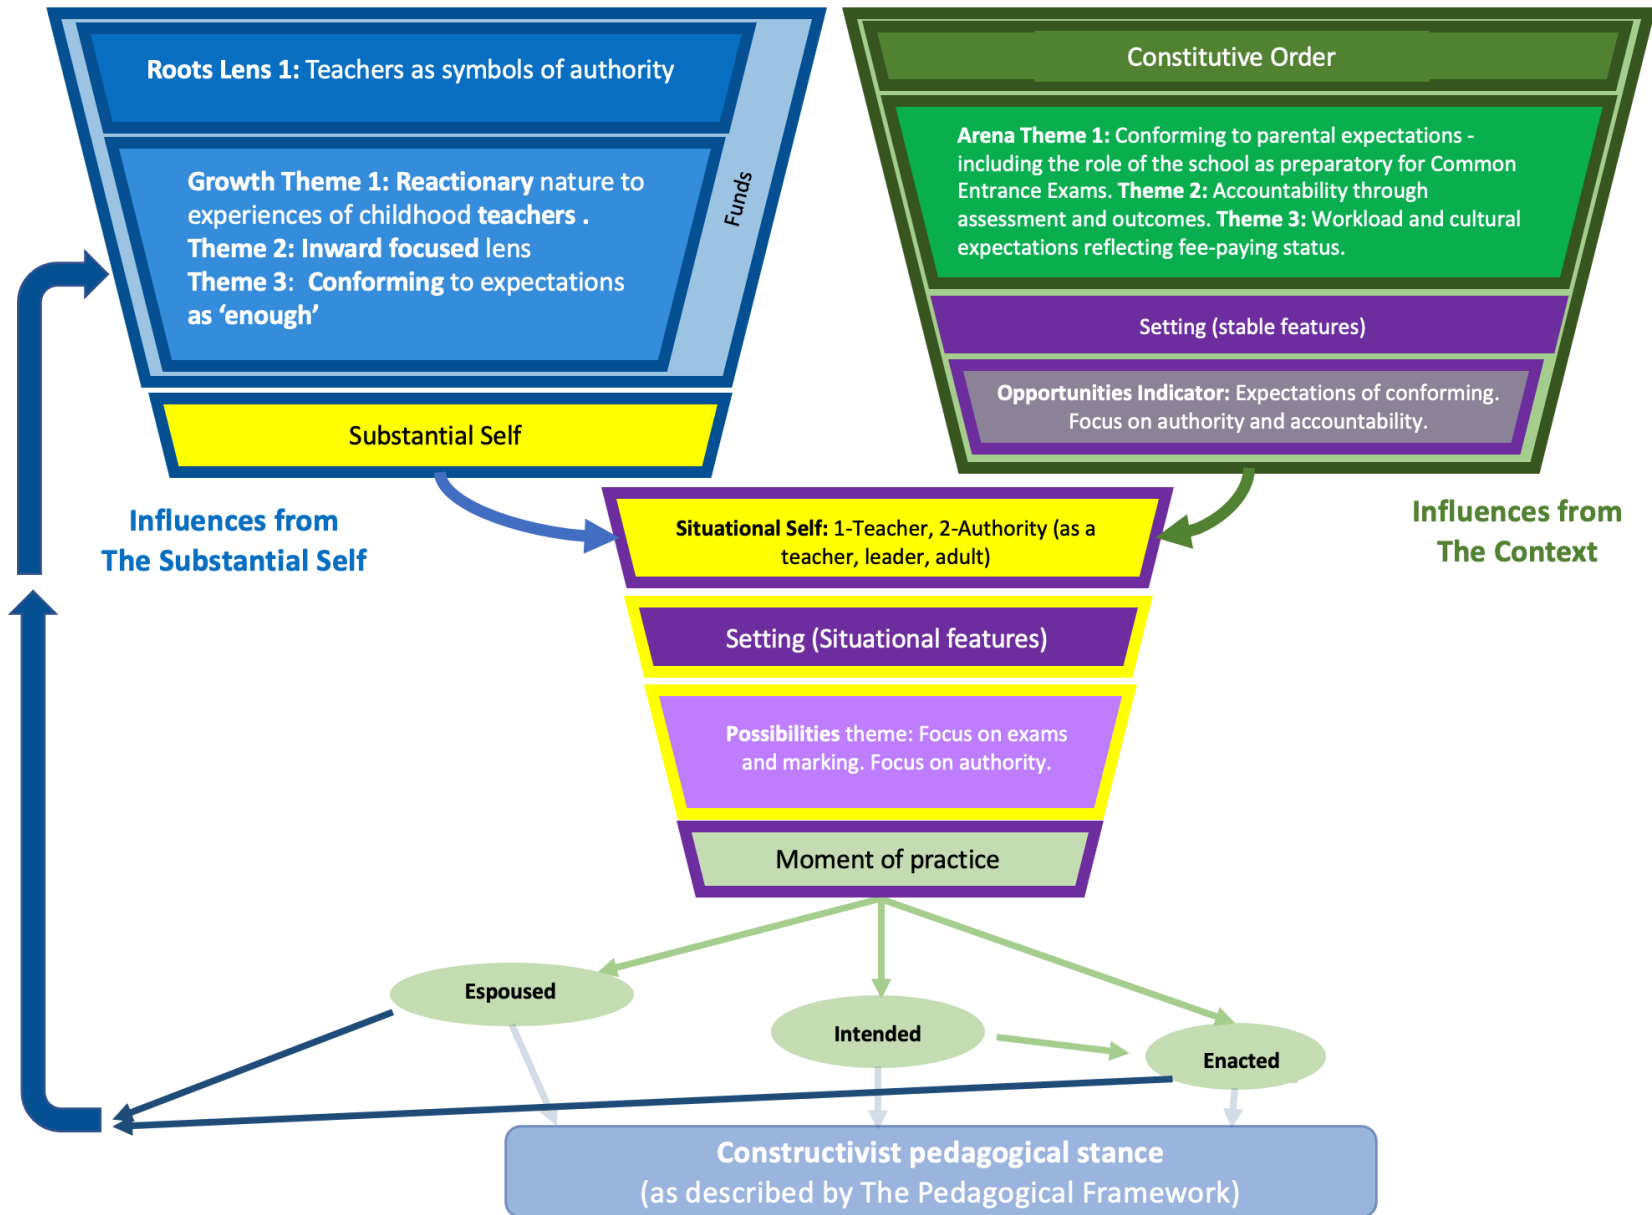 Roots Lens 1: Teachers as symbols of authority
Growth Theme 1: Reactionary nature to
experiences of childhood teachers .
Theme 2: Inward focused lens
Theme 3:  Conforming to expectations
as ‘enough’
Funds
Substantial Self
Influences from
The Substantial Self
Constitutive Order
Arena Theme 1: Conforming to parental expectations -
including the role of the school as preparatory for Common
Entrance Exams. Theme 2: Accountability through
assessment and outcomes. Theme 3: Workload and cultural
expectations reflecting fee-paying status.
Setting (stable features)
Opportunities Indicator: Expectations of conforming.
Focus on authority and accountability.
Influences from
The Context
Situational Self: 1-Teacher, 2-Authority (as a
teacher, leader, adult)
Setting (Situational features)
Possibilities theme: Focus on exams
and marking. Focus on authority.
Moment of practice
Espoused
Intended
Enacted
Constructivist pedagogical stance
(as described by The Pedagogical Framework)